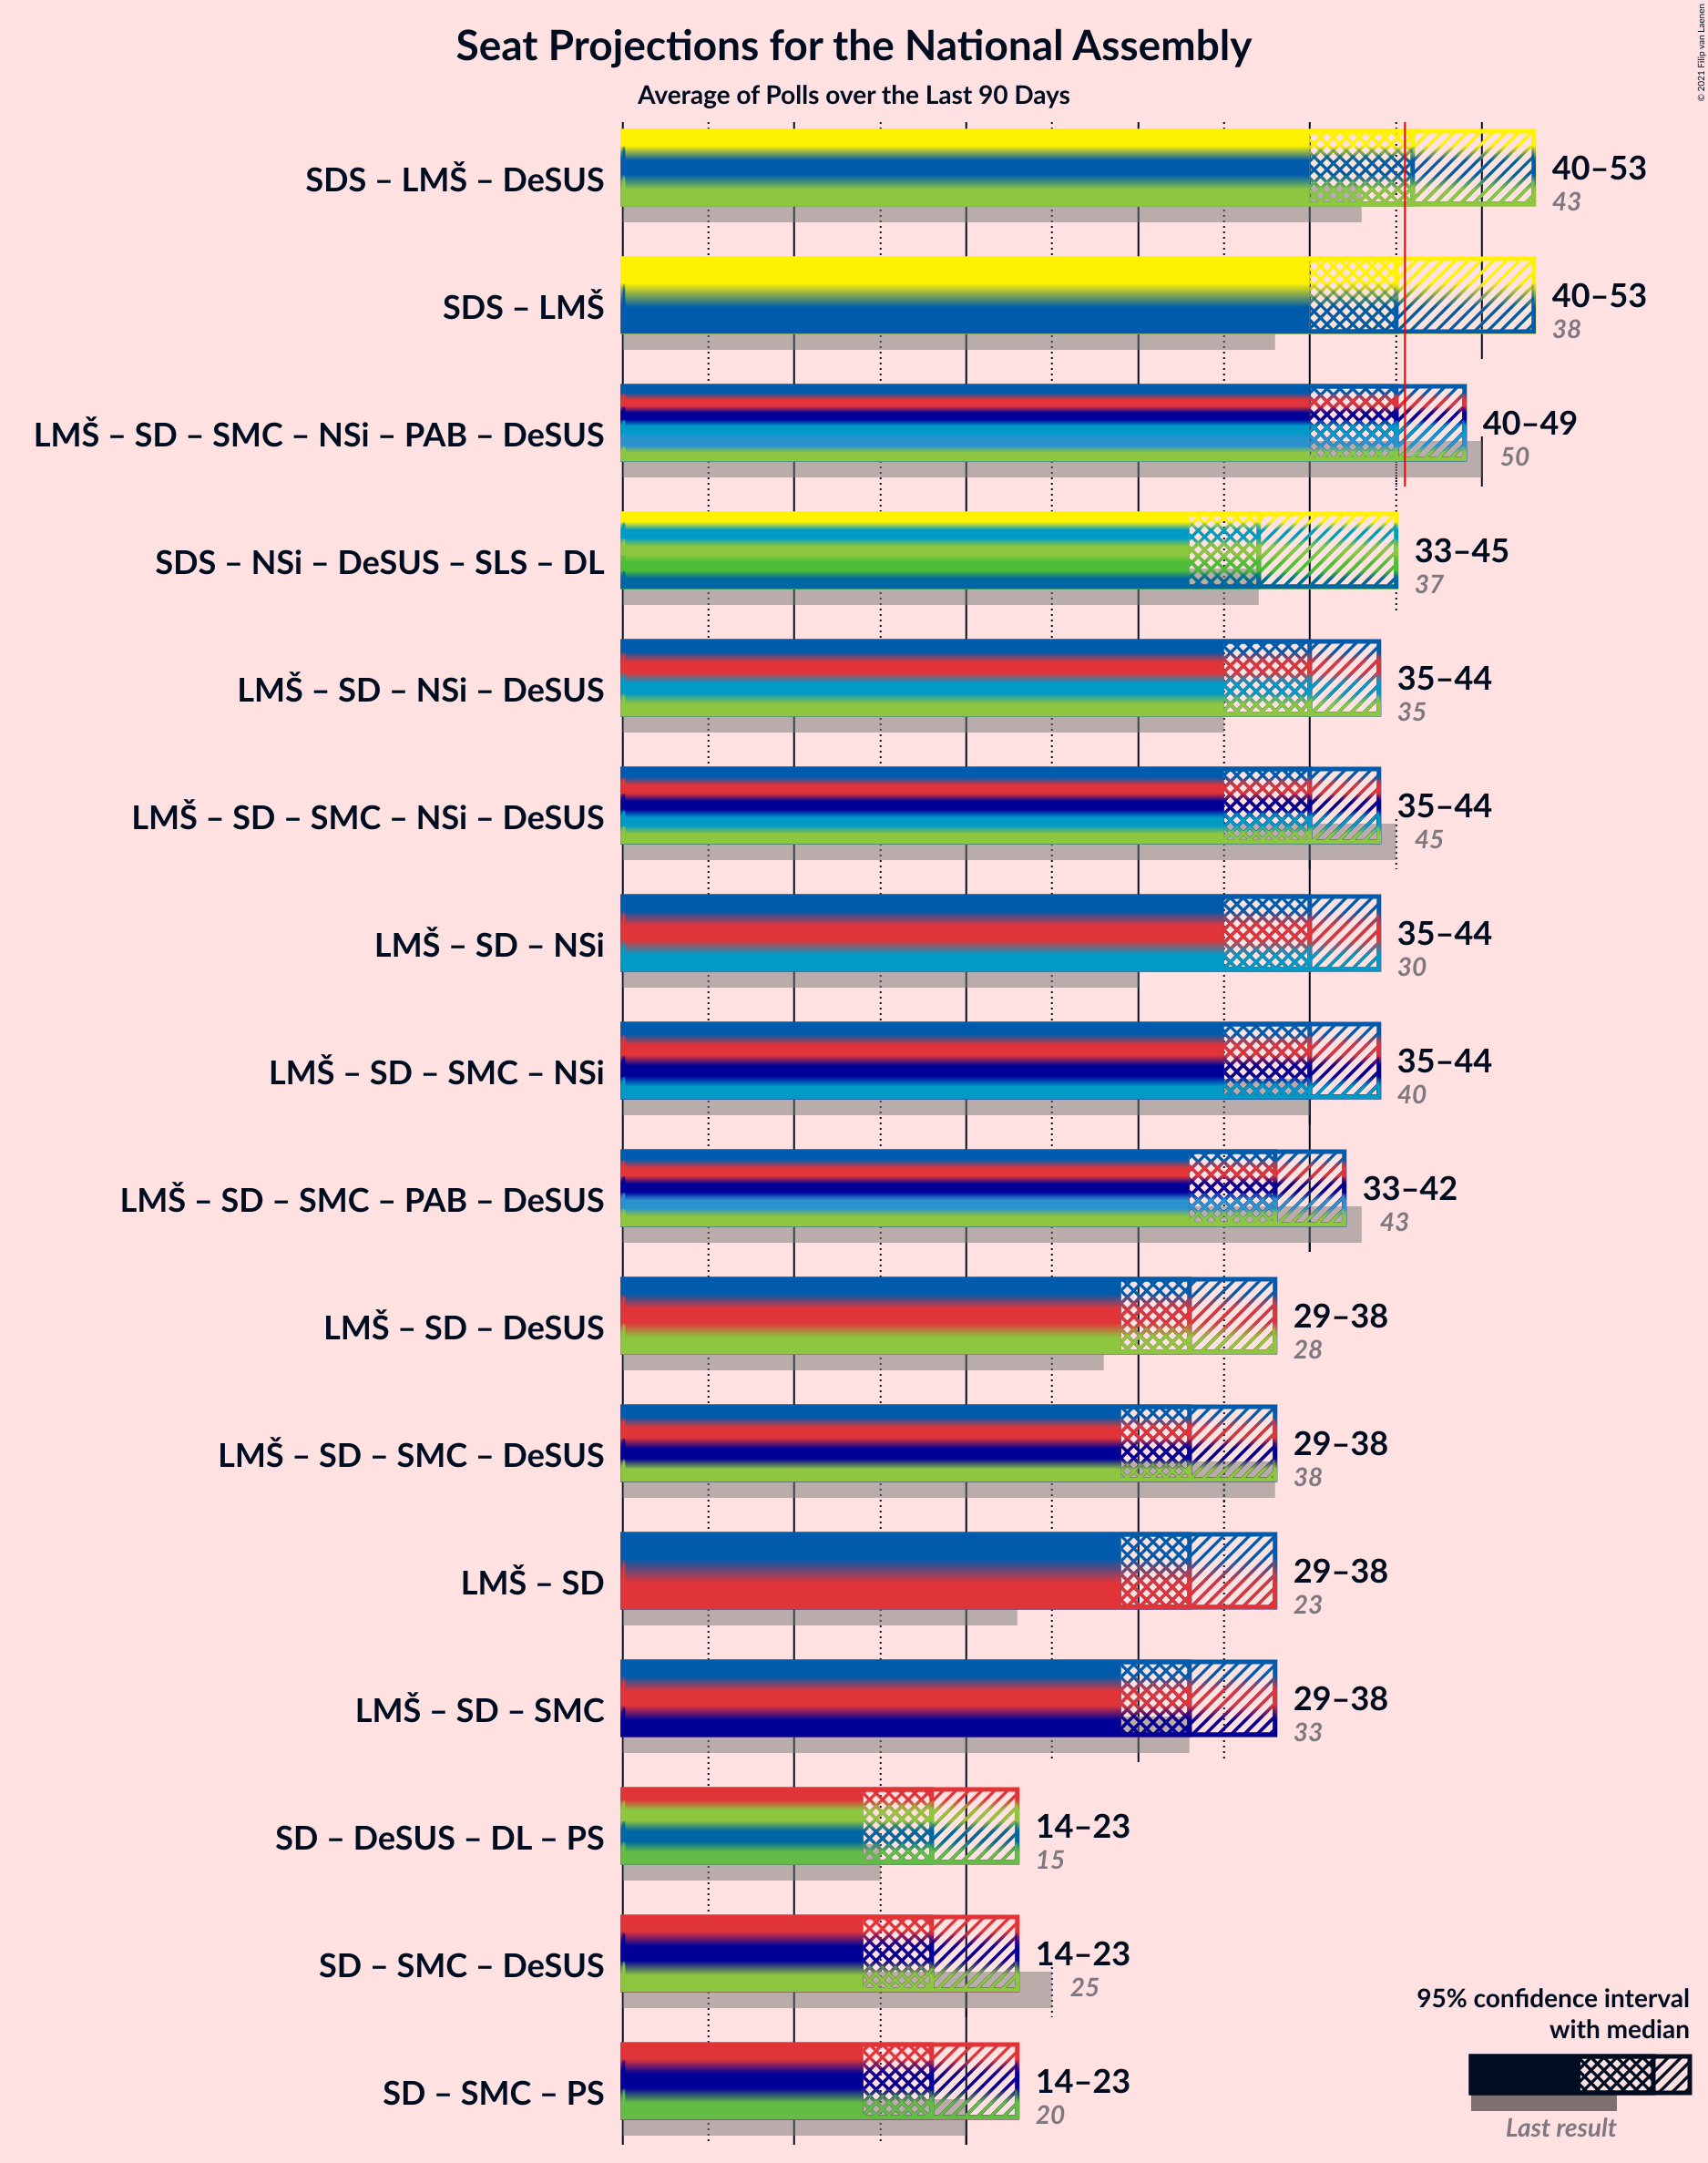 Seat Projections for the National Assembly
Average of Polls over the Last 90 Days
© 2021 Filip van Laenen
SDS – LMŠ – DeSUS
40–53
43
SDS – LMŠ
40–53
38
LMŠ – SD – SMC – NSi – PAB – DeSUS
40–49
50
SDS – NSi – DeSUS – SLS – DL
33–45
37
LMŠ – SD – NSi – DeSUS
35–44
35
LMŠ – SD – SMC – NSi – DeSUS
35–44
45
LMŠ – SD – NSi
35–44
30
LMŠ – SD – SMC – NSi
35–44
40
LMŠ – SD – SMC – PAB – DeSUS
33–42
43
LMŠ – SD – DeSUS
29–38
28
LMŠ – SD – SMC – DeSUS
29–38
38
LMŠ – SD
29–38
23
LMŠ – SD – SMC
29–38
33
SD – DeSUS – DL – PS
14–23
15
SD – SMC – DeSUS
14–23
25
SD – SMC – PS
14–23
20
95% confidence interval
with median
Last result